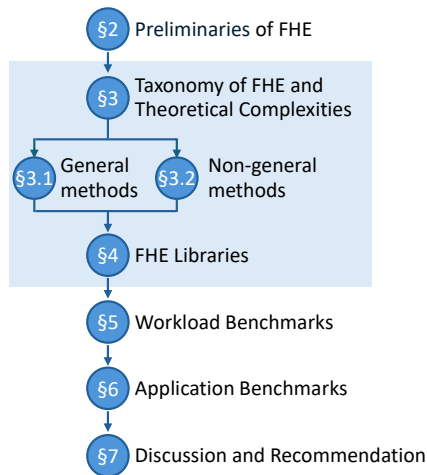 §2 Preliminaries of FHE
§3 Taxonomy of FHE and
Theoretical Complexities
§3.1 General
methods
§3.2 Non-general
methods
§4 FHE Libraries
§5 Workload Benchmarks
§6 Application Benchmarks
§7 Discussion and Recommendation